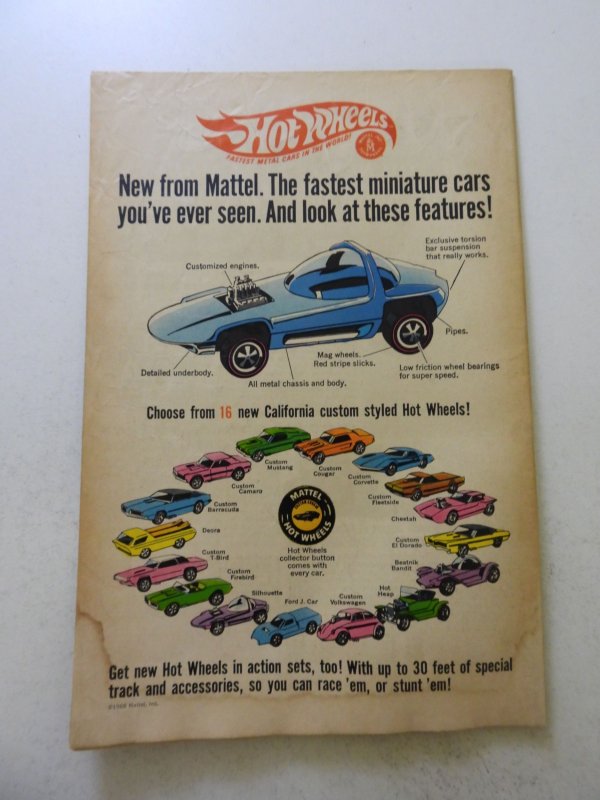 Hot Wheels
FASTEST METAL CARS IN THE WORLD!
New from Mattel. The fastest miniature cars
you've ever seen. And look at these features!
Exclusive torsion
bar suspension
that really works.
Customized engines.
Pipes.
Mag wheels.
Red stripe slicks.
Low friction wheel bearings
for super speed.
Detailed underbody.
All metal chassis and body.
Choose from 16 new California custom styled Hot Wheels!
Custom
Mustang
Custom
Cougar
Custom
Camaro
Custom
Corvette
Custom
Fleetside
Custom
Barracuda
Cheetah
Deora
Custom
El Dorado
Custom
T-Bird
Beatnik
Bandit
Custom
Firebird
Hot
Heap
Silhouette
Ford J. Car
Custom
Volkswagen
MATTEL
HOT WHEELS
Hot Wheels
collector button
comes with
every car.
Get new Hot Wheels in action sets, too! With up to 30 feet of special
track and accessories, so you can race 'em, or stunt 'em!
©1968 Mattel, Inc.